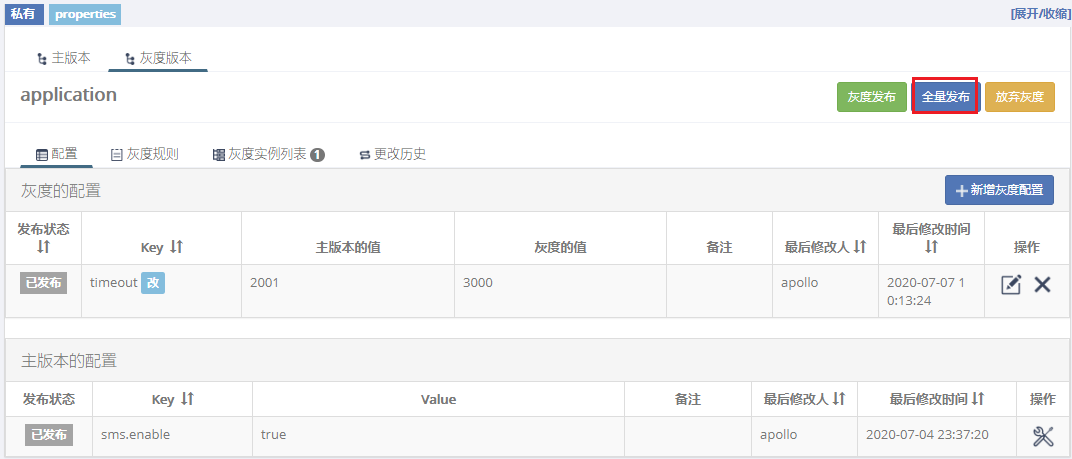 私有 properties [展开/收缩]
主版本 灰度版本
application 灰度发布 全量发布 放弃灰度
配置 灰度规则 灰度实例列表 1 更改历史
灰度的配置 新增灰度配置
发布状态 Key 主版本的值 灰度的值 备注 最后修改人 最后修改时间 操作
已发布 timeout 改 2001 3000 apollo 2020-07-07 1
0:13:24
主版本的配置
发布状态 Key Value 备注 最后修改人 最后修改时间 操作
已发布 sms.enable true apollo 2020-07-04 23:37:20